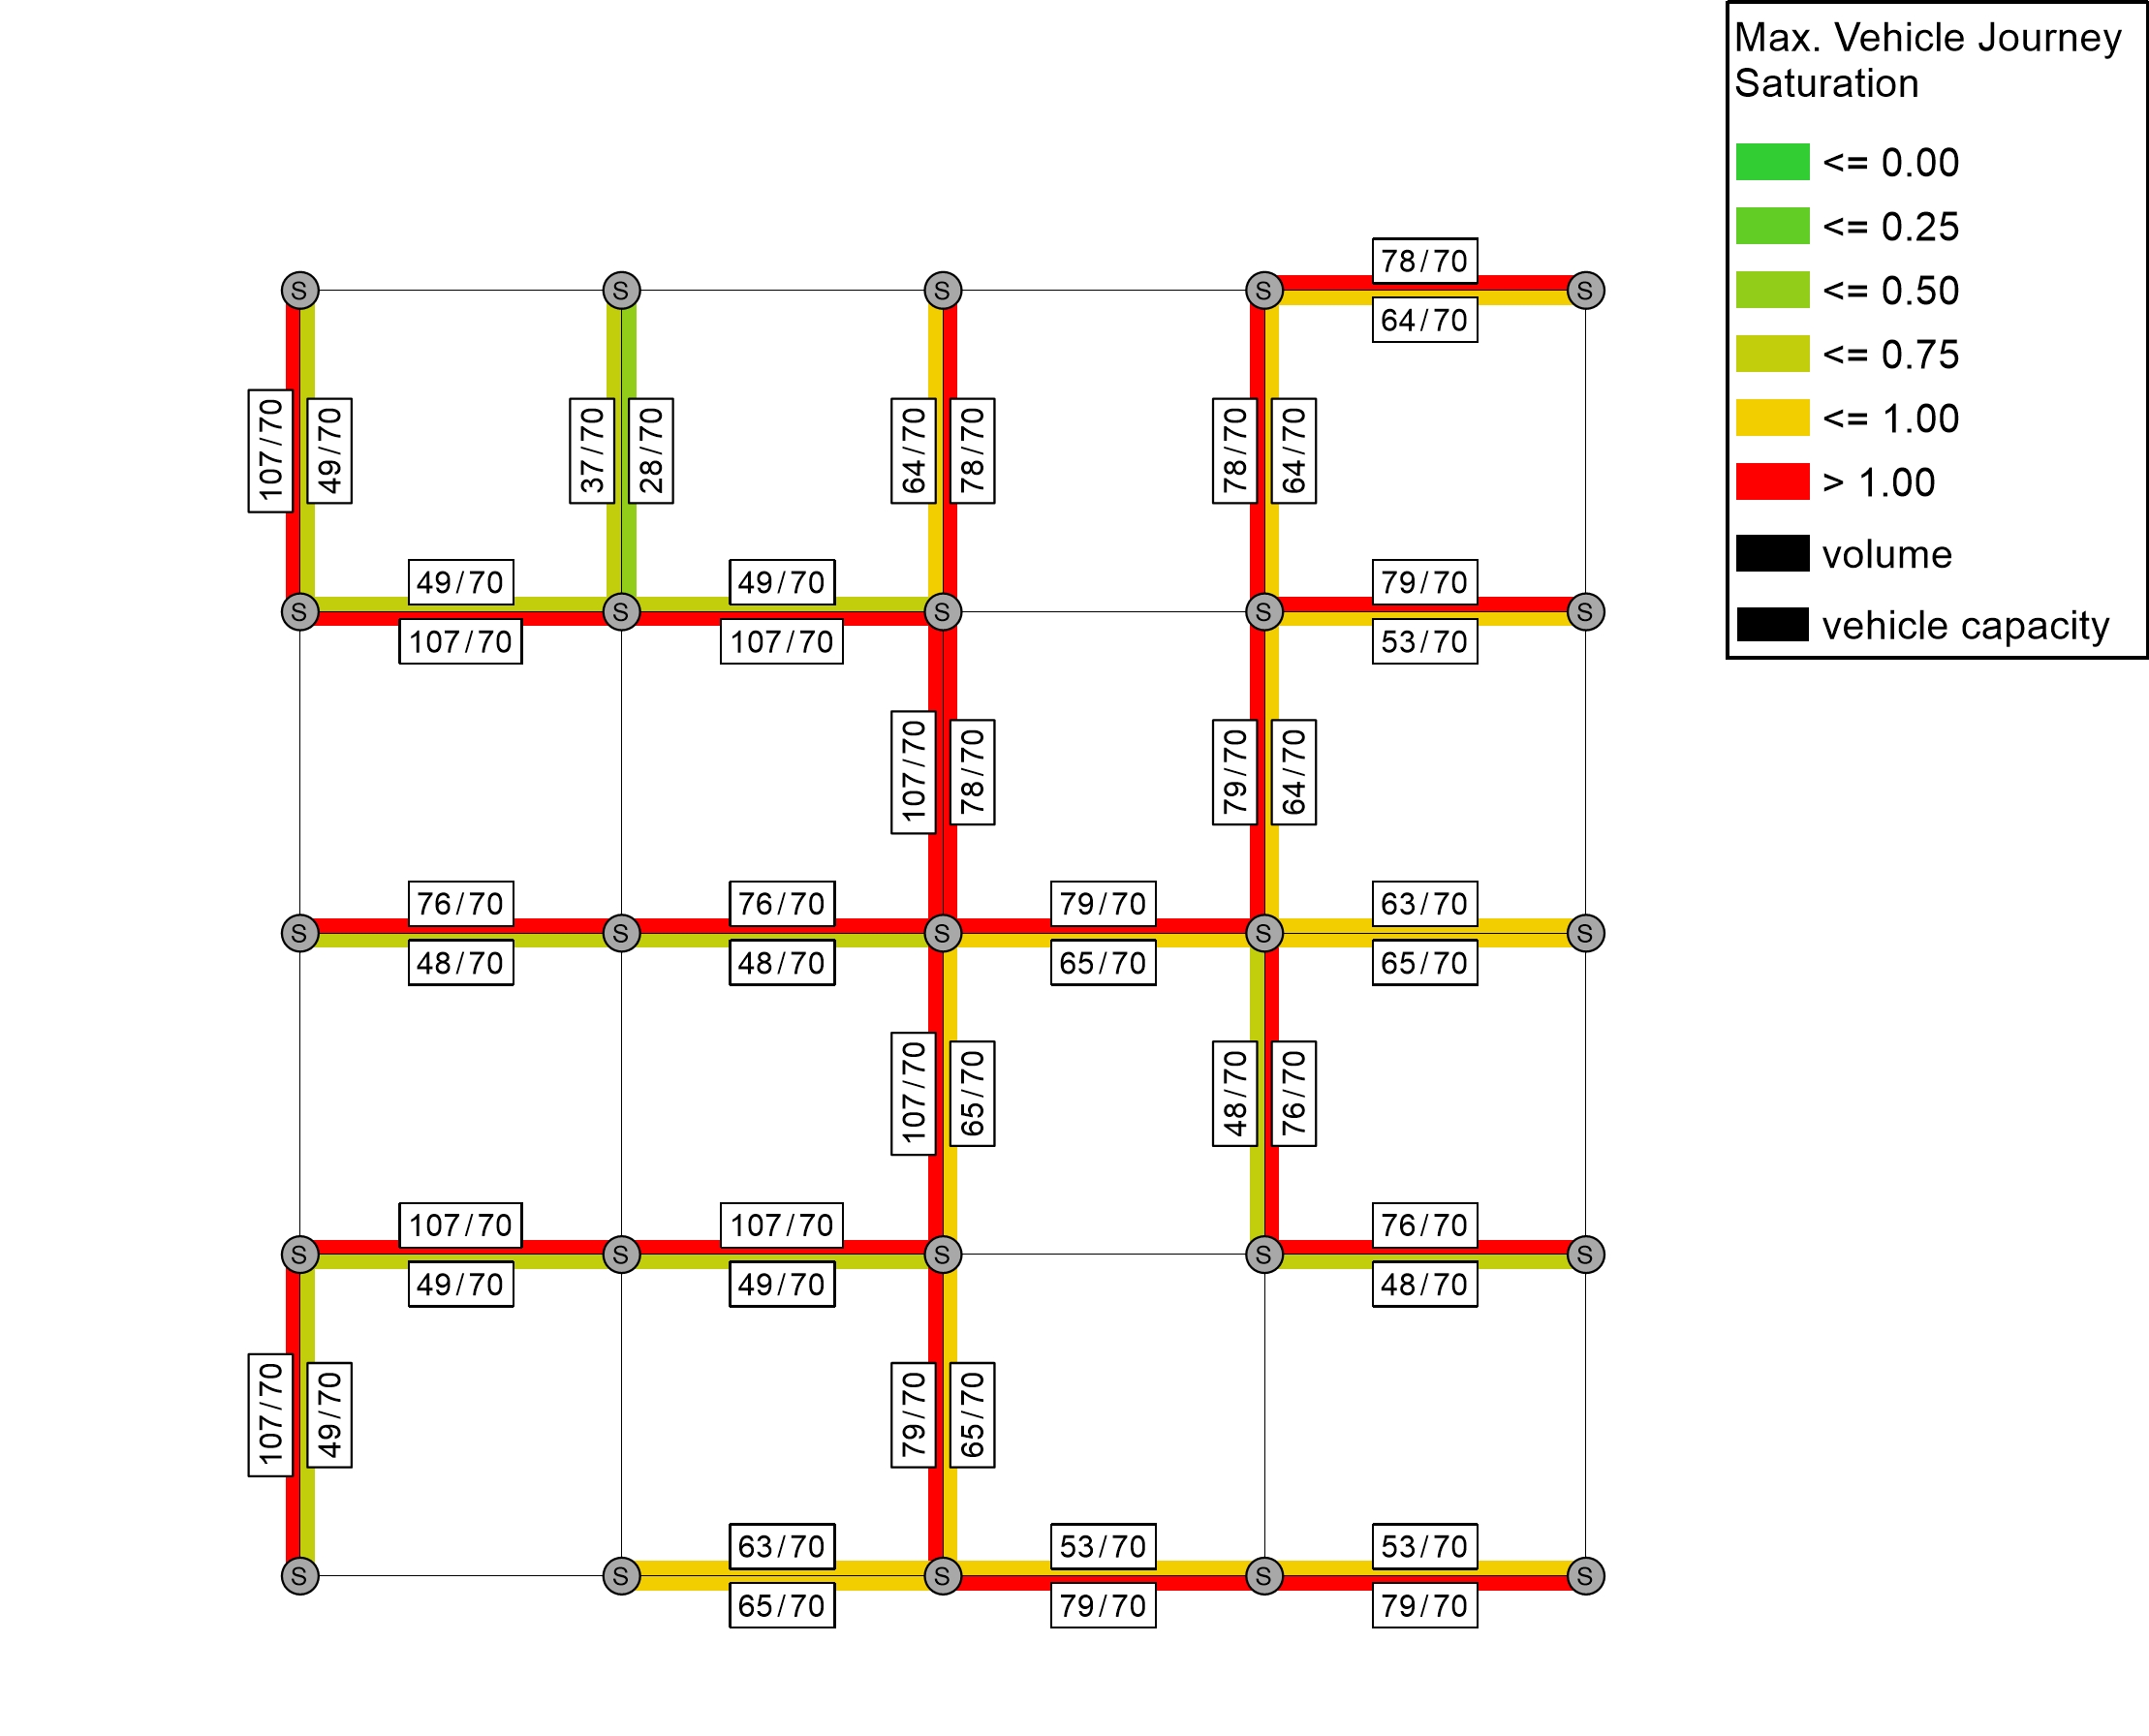 Max. Vehicle Journey
Saturation
<= 0.00
<= 0.25
<= 0.50
<= 0.75
<= 1.00
> 1.00
volume
vehicle capacity
78/70
S S S S S
64/70
107/70 49/70 37/70 28/70 64/70 78/70 78/70 64/70
49/70 49/70 79/70
S S S S S
107/70 107/70 53/70
107/70 78/70 79/70 64/70
76/70 76/70 79/70 63/70
S S S S S
48/70 48/70 65/70 65/70
107/70 65/70 48/70 76/70
107/70 107/70 76/70
S S S S S
49/70 49/70 48/70
107/70 49/70 79/70 65/70
63/70 53/70 53/70
S S S S S
65/70 79/70 79/70